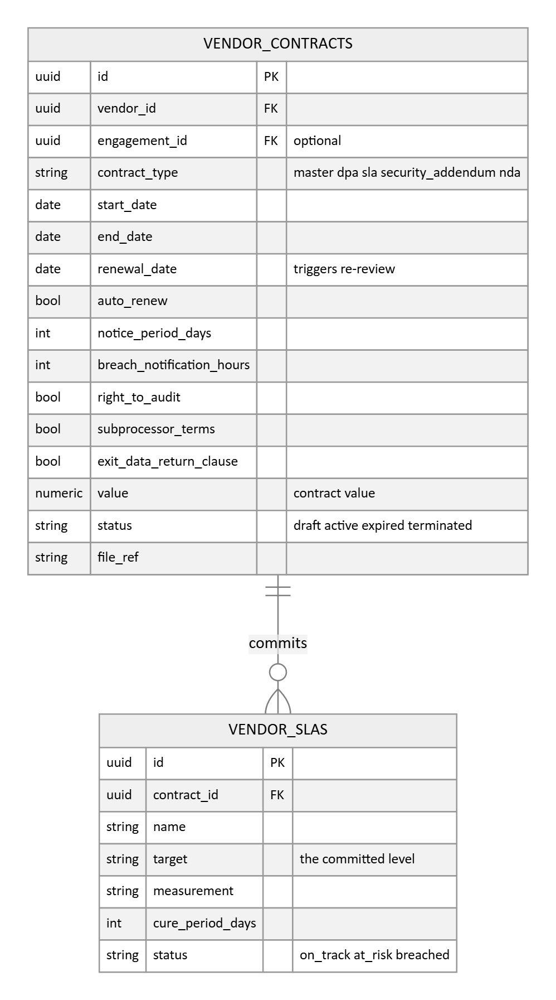 VENDOR_CONTRACTS
uuid id PK
uuid vendor_id FK
uuid engagement_id FK optional
string contract_type master dpa sla security_addendum nda
date start_date
date end_date
date renewal_date triggers re-review
bool auto_renew
int notice_period_days
int breach_notification_hours
bool right_to_audit
bool subprocessor_terms
bool exit_data_return_clause
numeric value contract value
string status draft active expired terminated
string file_ref
commits
VENDOR_SLAS
uuid id PK
uuid contract_id FK
string name
string target the committed level
string measurement
int cure_period_days
string status on_track at_risk breached